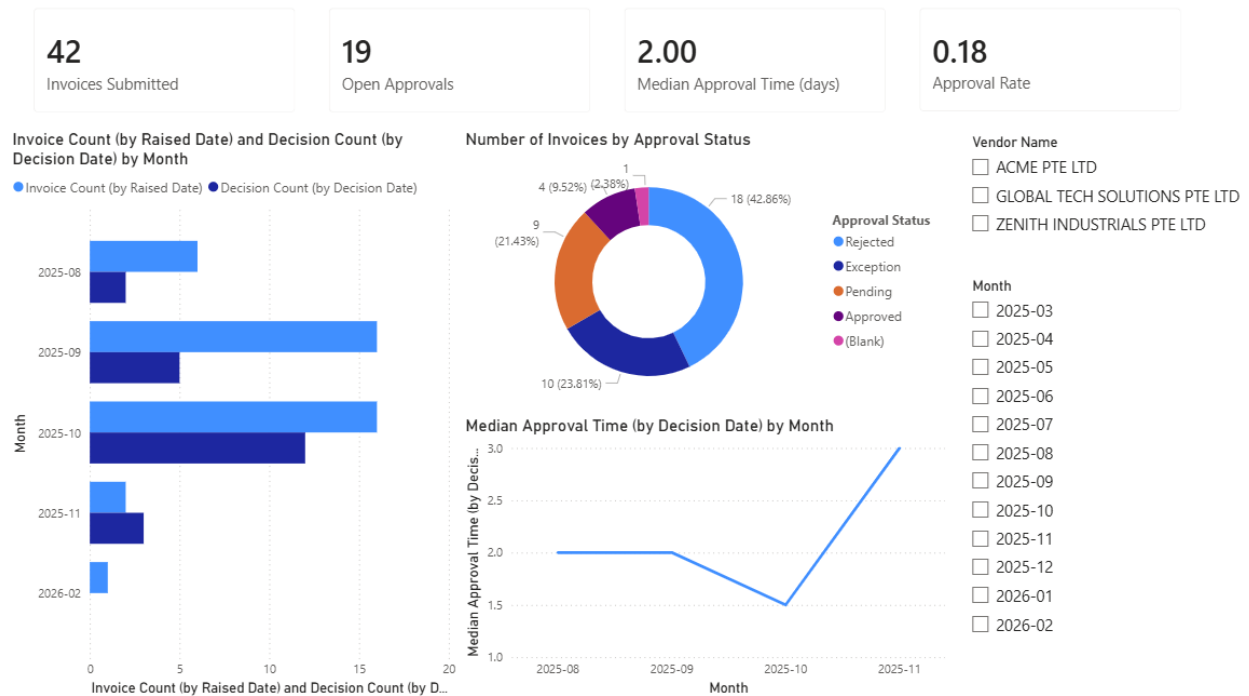 42
Invoices Submitted
19
Open Approvals
2.00
Median Approval Time (days)
0.18
Approval Rate
Invoice Count (by Raised Date) and Decision Count (by
Decision Date) by Month
Invoice Count (by Raised Date) Decision Count (by Decision Date)
Month
2025-08
2025-09
2025-10
2025-11
2026-02
0 5 10 15 20
Invoice Count (by Raised Date) and Decision Count (by D...
Number of Invoices by Approval Status
1
(2.38%)
4 (9.52%)
18 (42.86%)
9
(21.43%)
10 (23.81%)
Approval Status
Rejected
Exception
Pending
Approved
(Blank)
Median Approval Time (by Decision Date) by Month
Median Approval Time (by Decis...
3.0
2.5
2.0
1.5
1.0
2025-08 2025-09 2025-10 2025-11
Month
Vendor Name
ACME PTE LTD
GLOBAL TECH SOLUTIONS PTE LTD
ZENITH INDUSTRIALS PTE LTD
Month
2025-03
2025-04
2025-05
2025-06
2025-07
2025-08
2025-09
2025-10
2025-11
2025-12
2026-01
2026-02